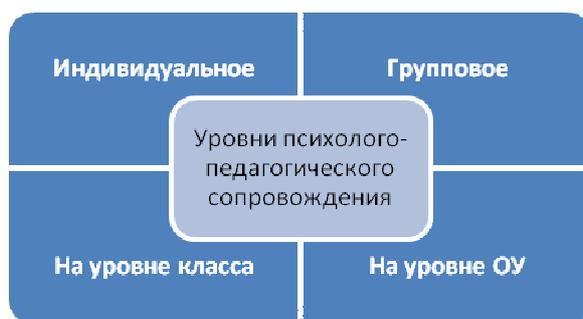 Индивидуальное
Групповое
Уровни психолого-
педагогического
сопровождения
На уровне класса
На уровне ОУ